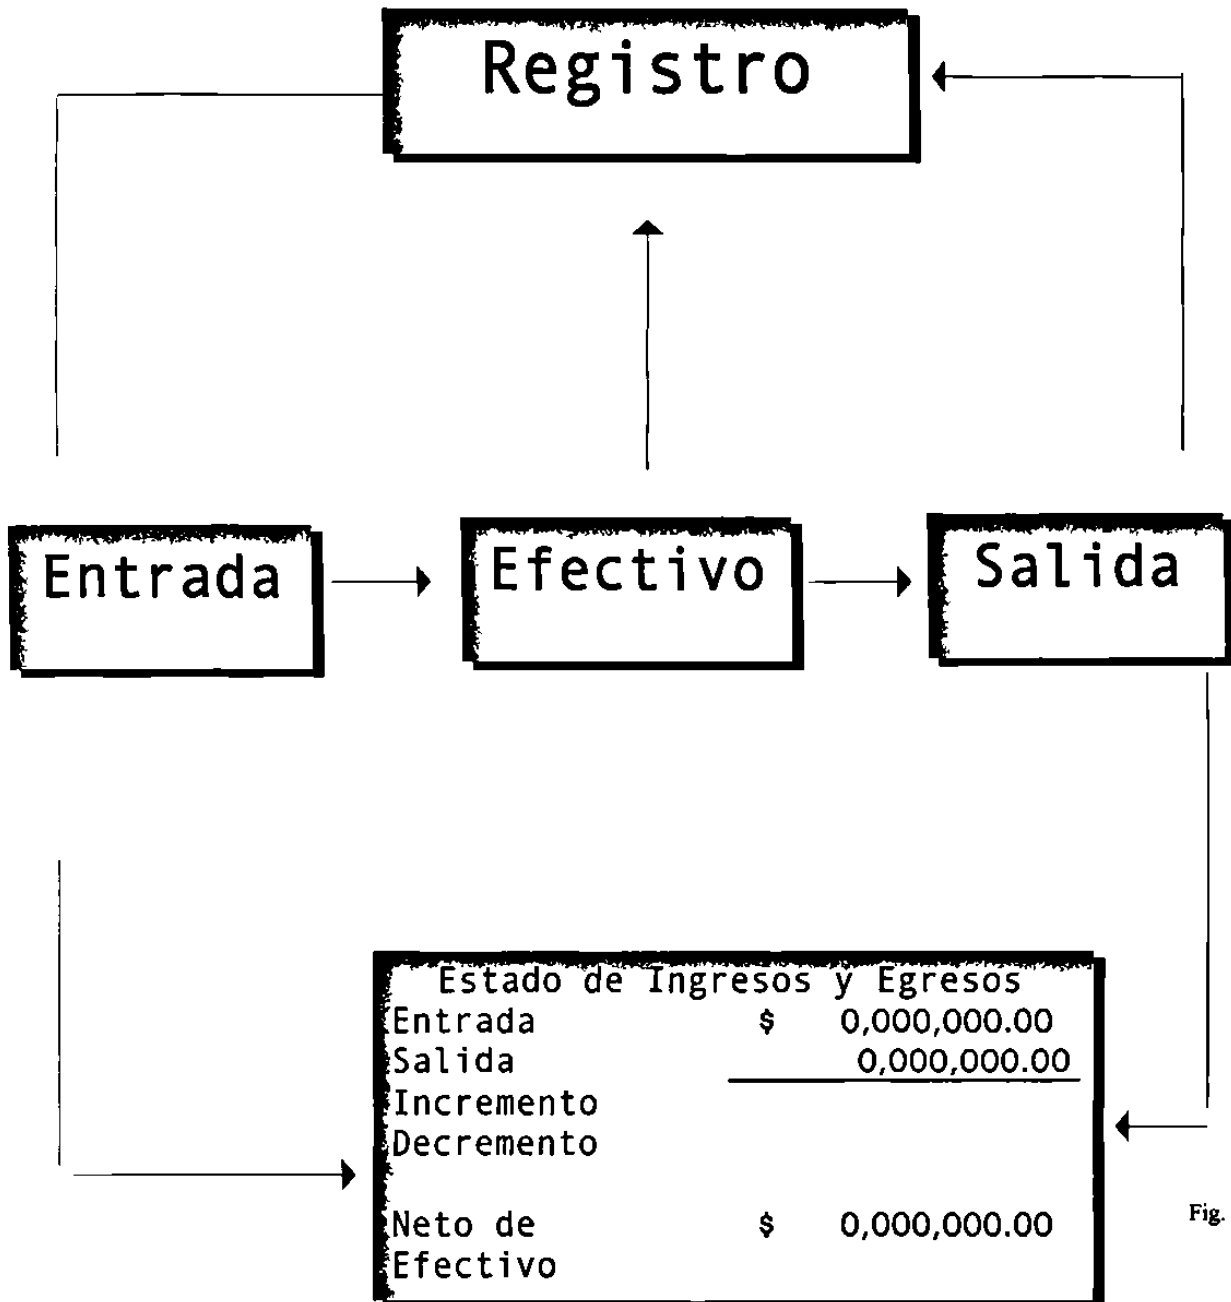 Registro
Entrada
Efectivo
Salida
Estado de Ingresos y Egresos
Entrada $ 0,000,000.00
Salida 0,000,000.00
Incremento
Decremento
Neto de $ 0,000,000.00
Efectivo
Fig.